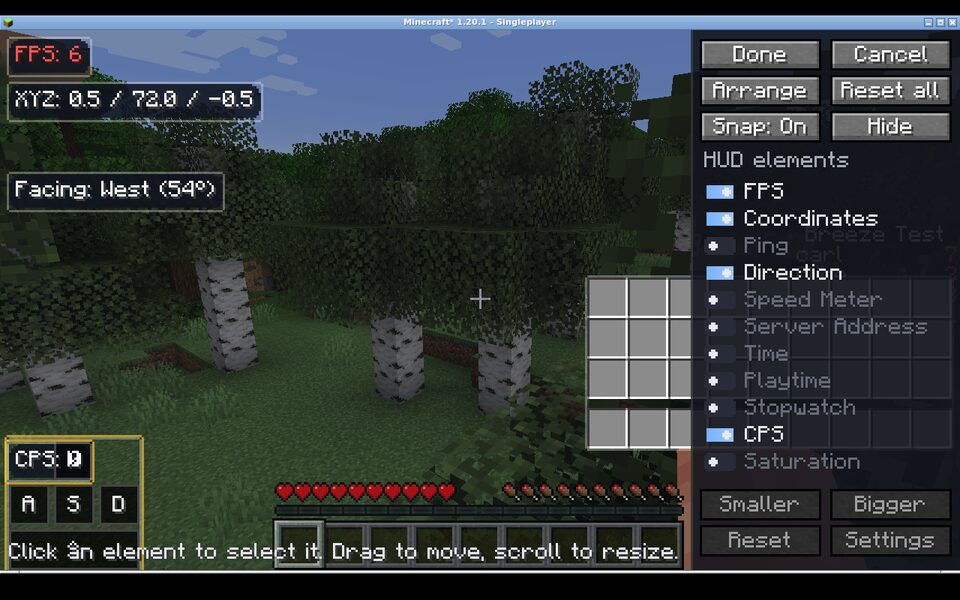 Minecraft* 1.20.1 - Singleplayer
FPS: 6
XYZ: 0.5 / 72.0 / -0.5
Facing: West (54º)
CPS: 0
A S D
Click an element to select it. Drag to move, scroll to resize.
Done Cancel
Arrange Reset all
Snap: On Hide
HUD elements
FPS
Coordinates
Ping
Direction
Speed Meter
Server Address
Time
Playtime
Stopwatch
CPS
Saturation
Smaller Bigger
Reset Settings
Breeze Test